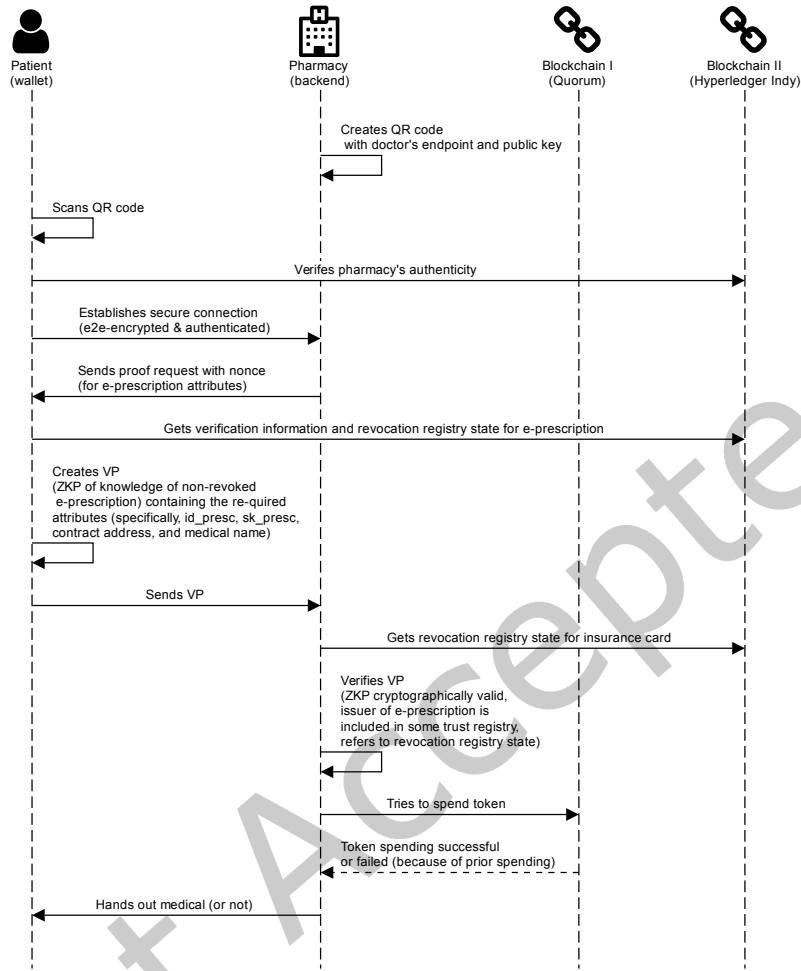 Patient
(wallet)
Pharmacy
(backend)
Blockchain I
(Quorum)
Blockchain II
(Hyperledger Indy)
Creates QR code
with doctor's endpoint and public key
Scans QR code
Verifes pharmacy's authenticity
Establishes secure connection
(e2e-encrypted & authenticated)
Sends proof request with nonce
(for e-prescription attributes)
Gets verification information and revocation registry state for e-prescription
Creates VP
(ZKP of knowledge of non-revoked
e-prescription) containing the re-quired
attributes (specifically, id_presc, sk_presc,
contract address, and medical name)
Sends VP
Gets revocation registry state for insurance card
Verifies VP
(ZKP cryptographically valid,
issuer of e-prescription is
included in some trust registry,
refers to revocation registry state)
Tries to spend token
Token spending successful
or failed (because of prior spending)
Hands out medical (or not)
t Accepte